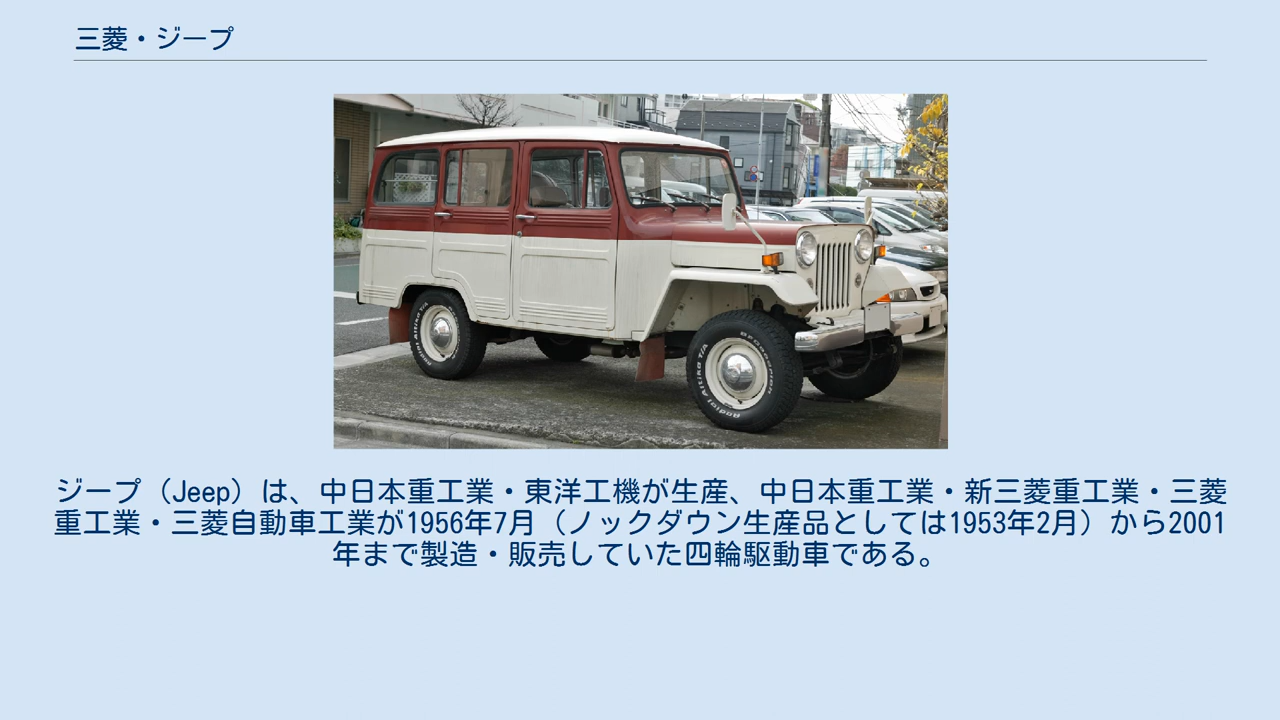 三菱・ジープ
ジープ（Jeep）は、中日本重工業・東洋工機が生産、中日本重工業・新三菱重工業・三菱
重工業・三菱自動車工業が1956年7月（ノックダウン生産品としては1953年2月）から2001
年まで製造・販売していた四輪駆動車である。
Radial All-Terrain T/A
BFGoodrich